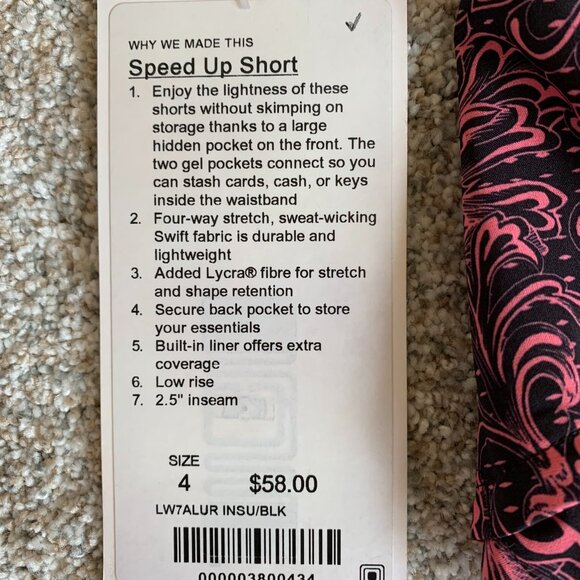 WHY WE MADE THIS
Speed Up Short
1. Enjoy the lightness of these
shorts without skimping on
storage thanks to a large
hidden pocket on the front. The
two gel pockets connect so you
can stash cards, cash, or keys
inside the waistband
2. Four-way stretch, sweat-wicking
Swift fabric is durable and
lightweight
3. Added Lycra® fibre for stretch
and shape retention
4. Secure back pocket to store
your essentials
5. Built-in liner offers extra
coverage
6. Low rise
7. 2.5" inseam
SIZE
4 $58.00
LW7ALUR INSU/BLK
000003800434